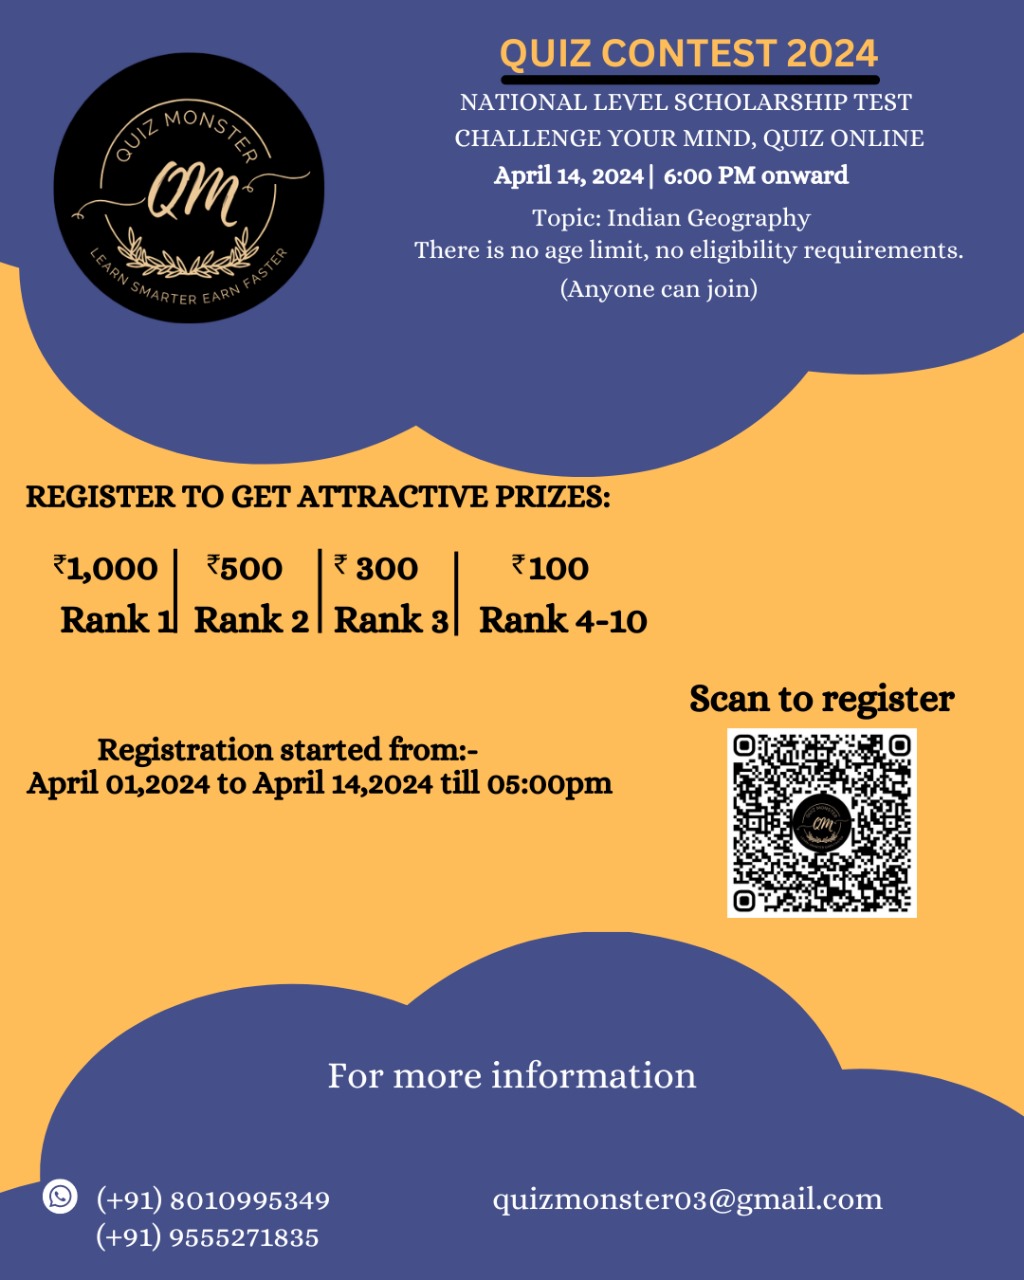 QUIZ CONTEST 2024
NATIONAL LEVEL SCHOLARSHIP TEST
CHALLENGE YOUR MIND, QUIZ ONLINE
April 14, 2024| 6:00 PM onward
Topic: Indian Geography
There is no age limit, no eligibility requirements.
(Anyone can join)
QUIZ MONSTER
QM
LEARN SMARTER EARN FASTER
REGISTER TO GET ATTRACTIVE PRIZES:
₹1,000 ₹500 ₹ 300 ₹ 100
Rank 1 Rank 2 Rank 3 Rank 4-10
Scan to register
QM
Registration started from:-
April 01,2024 to April 14,2024 till 05:00pm
For more information
(+91) 8010995349
(+91) 9555271835
quizmonster03@gmail.com